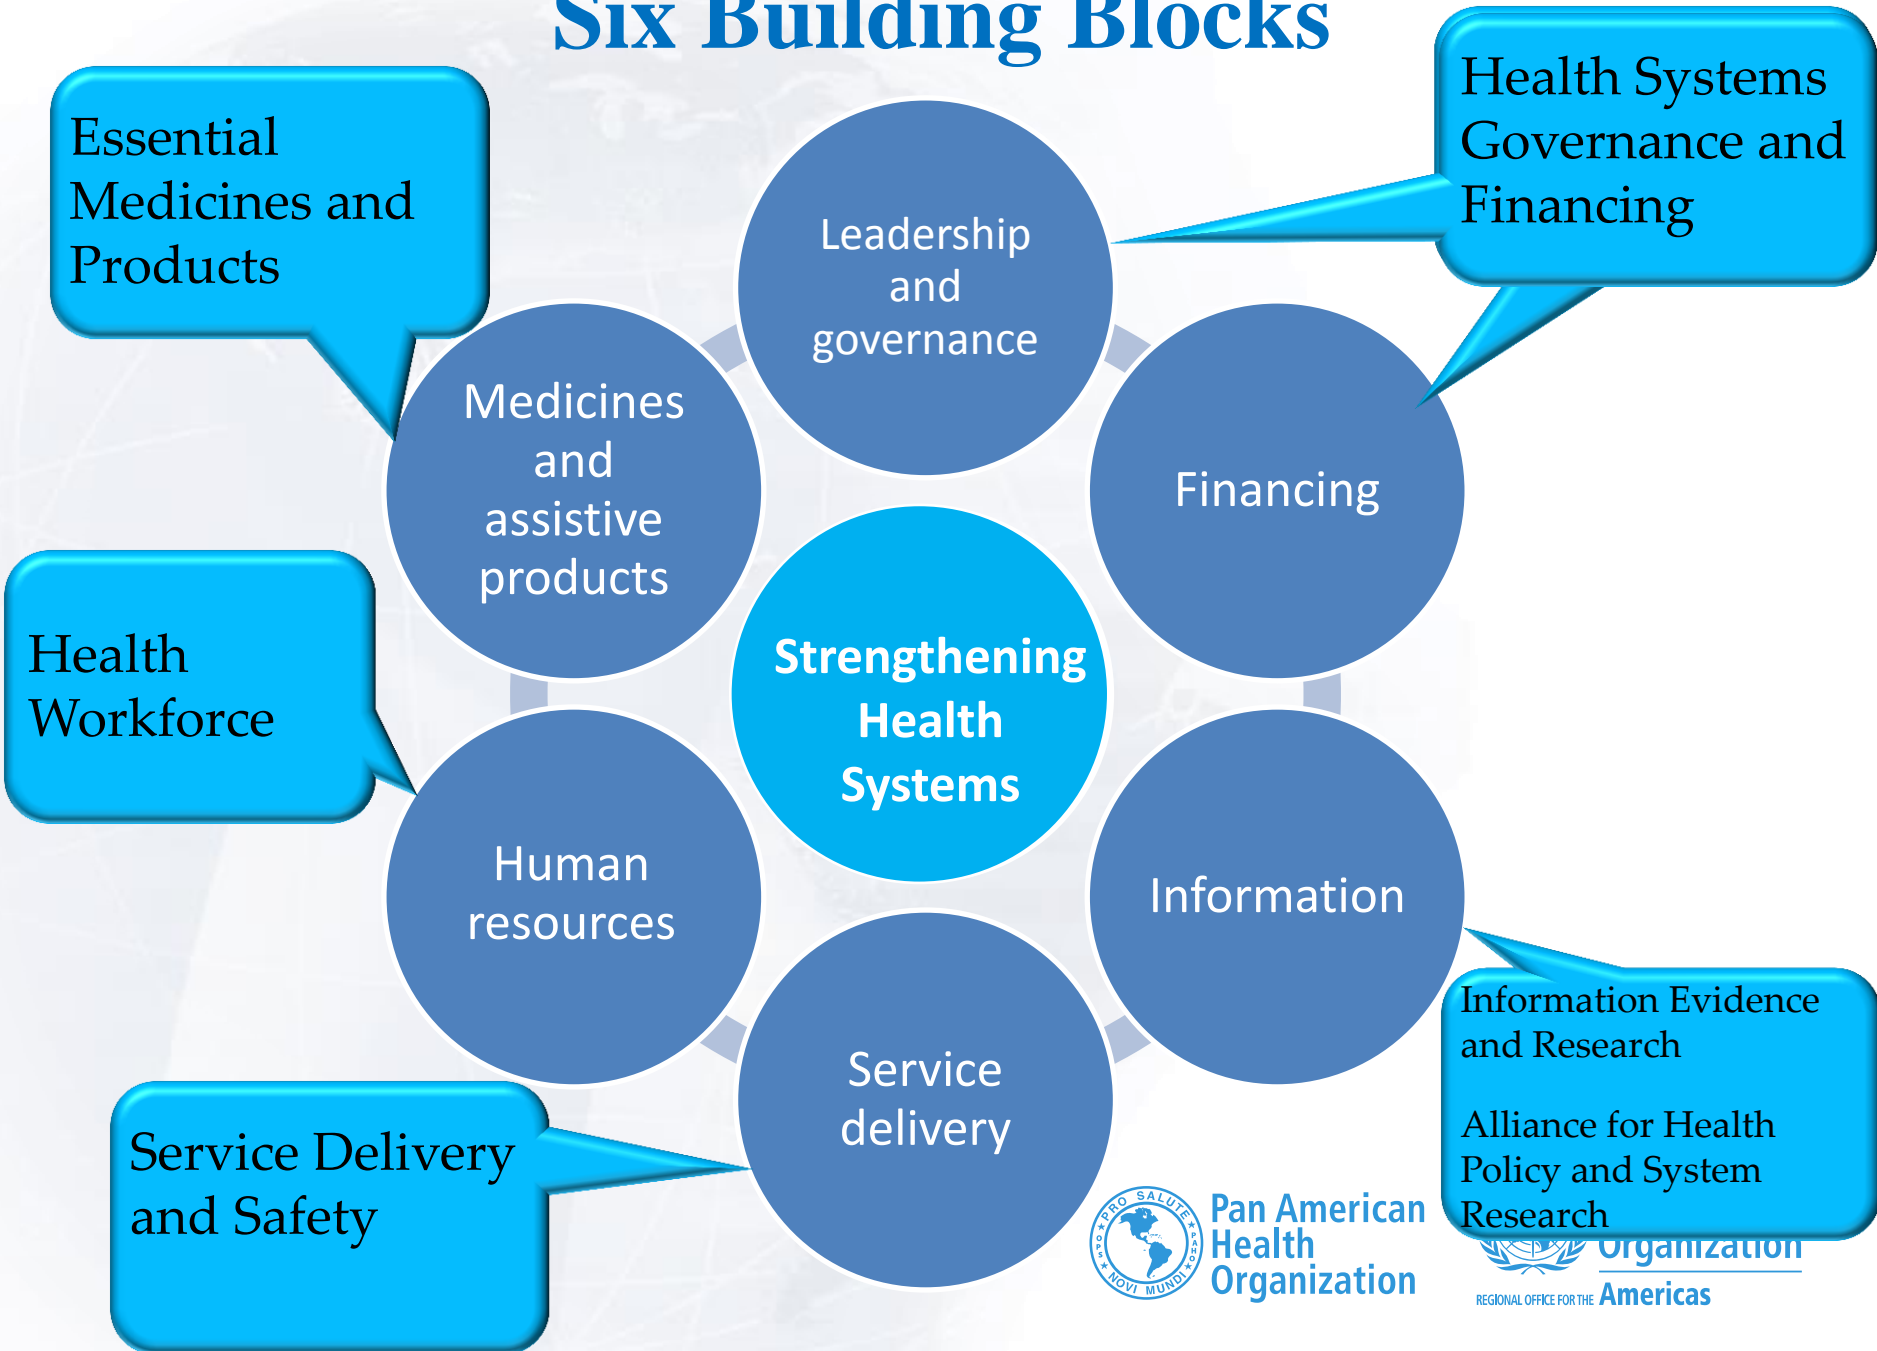 Six Building Blocks
Essential
Medicines and
Products
Health Systems
Governance and
Financing
Leadership
and
governance
Medicines
and
assistive
products
Financing
Strengthening
Health
Systems
Health
Workforce
Human
resources
Information
Information Evidence
and Research
Alliance for Health
Policy and System
Research
Service
delivery
Service Delivery
and Safety
PRO SALUTE
NOVI MUNDI
OPS
PAHO
Pan American
Health
Organization
Organization
REGIONAL OFFICE FOR THE Americas